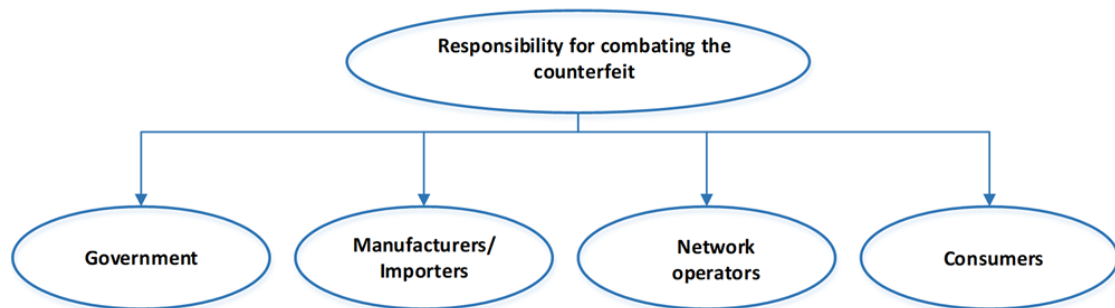 Responsibility for combating the
counterfeit
Government
Manufacturers/
Importers
Network
operators
Consumers